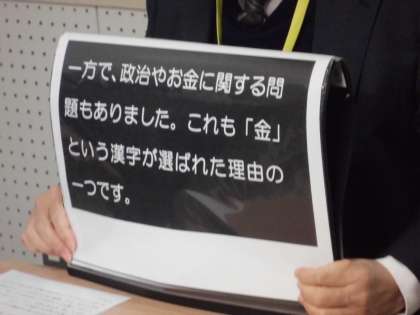 一方で、政治やお金に関する問
題もありました。これも「金」
という漢字が選ばれた理由の
一つです。